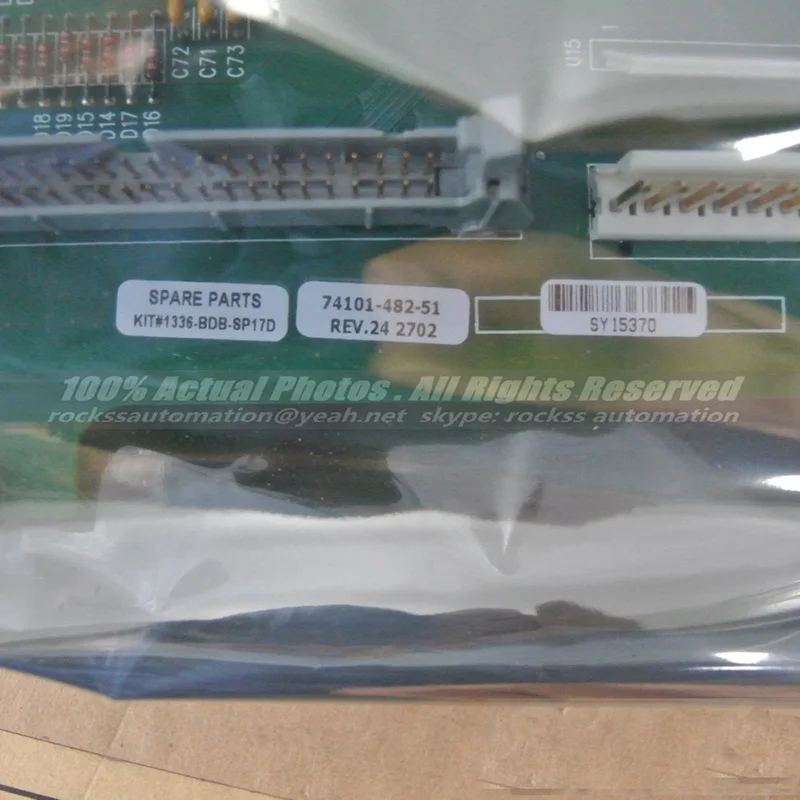 C72 C71 C73
U15 1
D18 D19 D15 D14 D17 D16
SPARE PARTS
KIT#1336-BDB-SP17D
74101-482-51
REV.24 2702
SY15370
100% Actual Photos . All Rights Reserved
rockssautomation@yeah.net skype: rockss automation